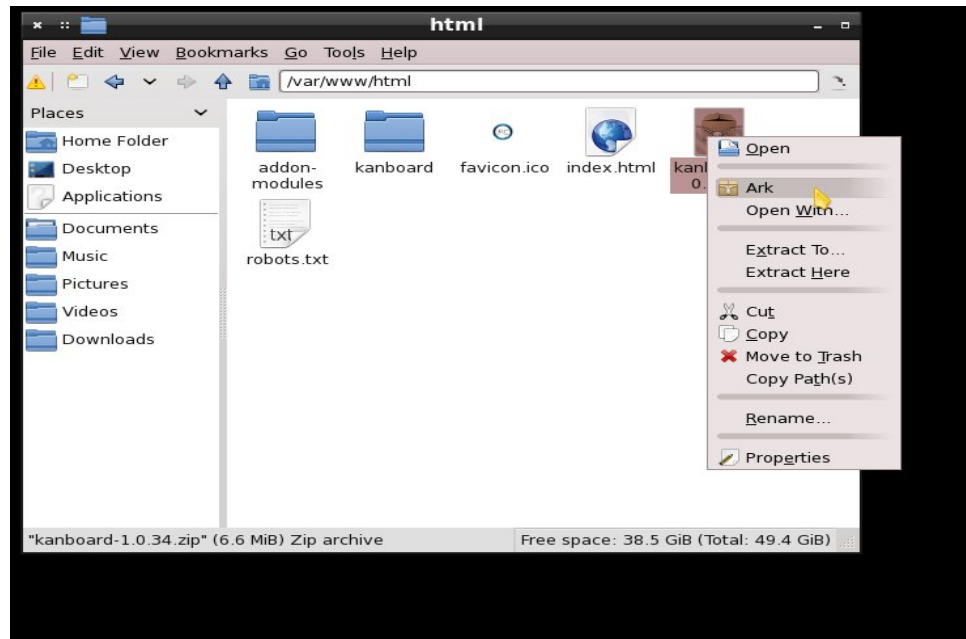 html
File Edit View Bookmarks Go Tools Help
/var/www/html
Places
Home Folder
Desktop
Applications
Documents
Music
Pictures
Videos
Downloads
addon-
modules
kanboard
favicon.ico
index.html
txt
robots.txt
Open
Ark
Open With...
Extract To...
Extract Here
Cut
Copy
Move to Trash
Copy Path(s)
Rename...
Properties
"kanboard-1.0.34.zip" (6.6 MiB) Zip archive
Free space: 38.5 GiB (Total: 49.4 GiB)